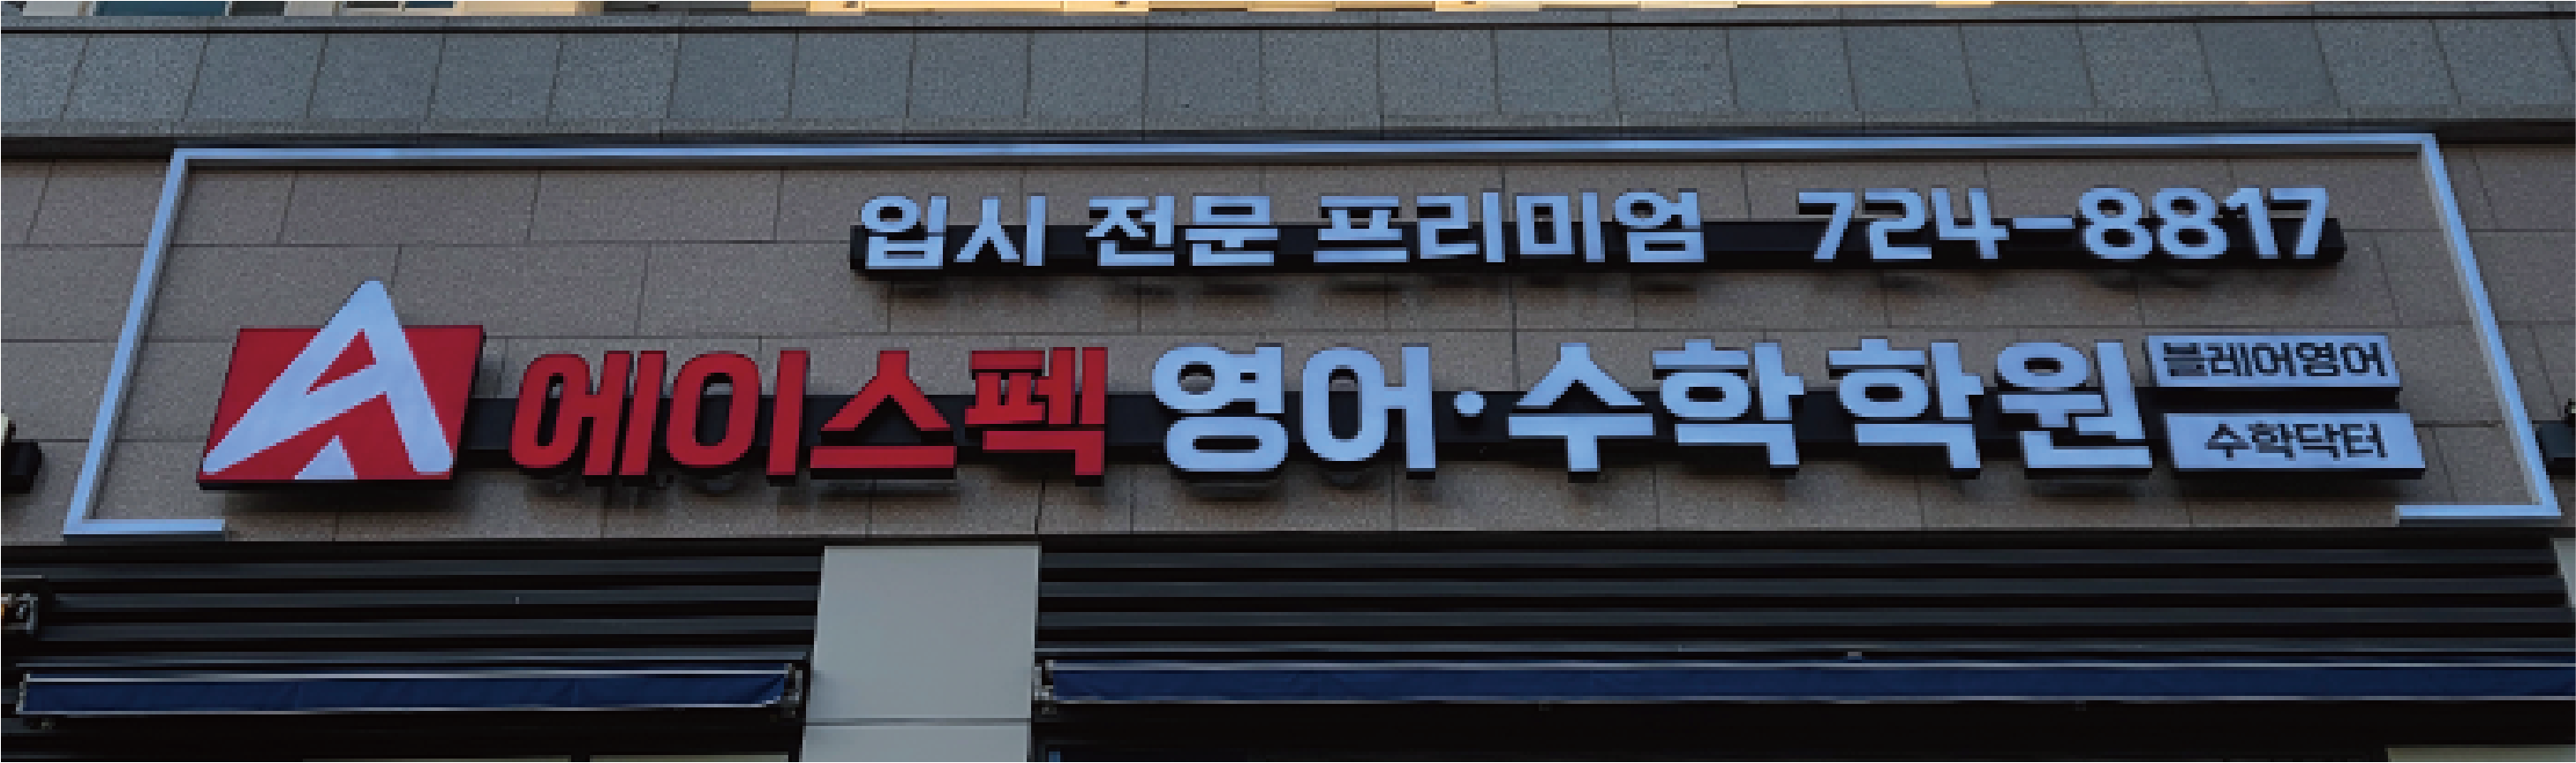 입시 전문 프리미엄 724-8817
A 에이스펙 영어·수학학원
블레어영어
수학닥터